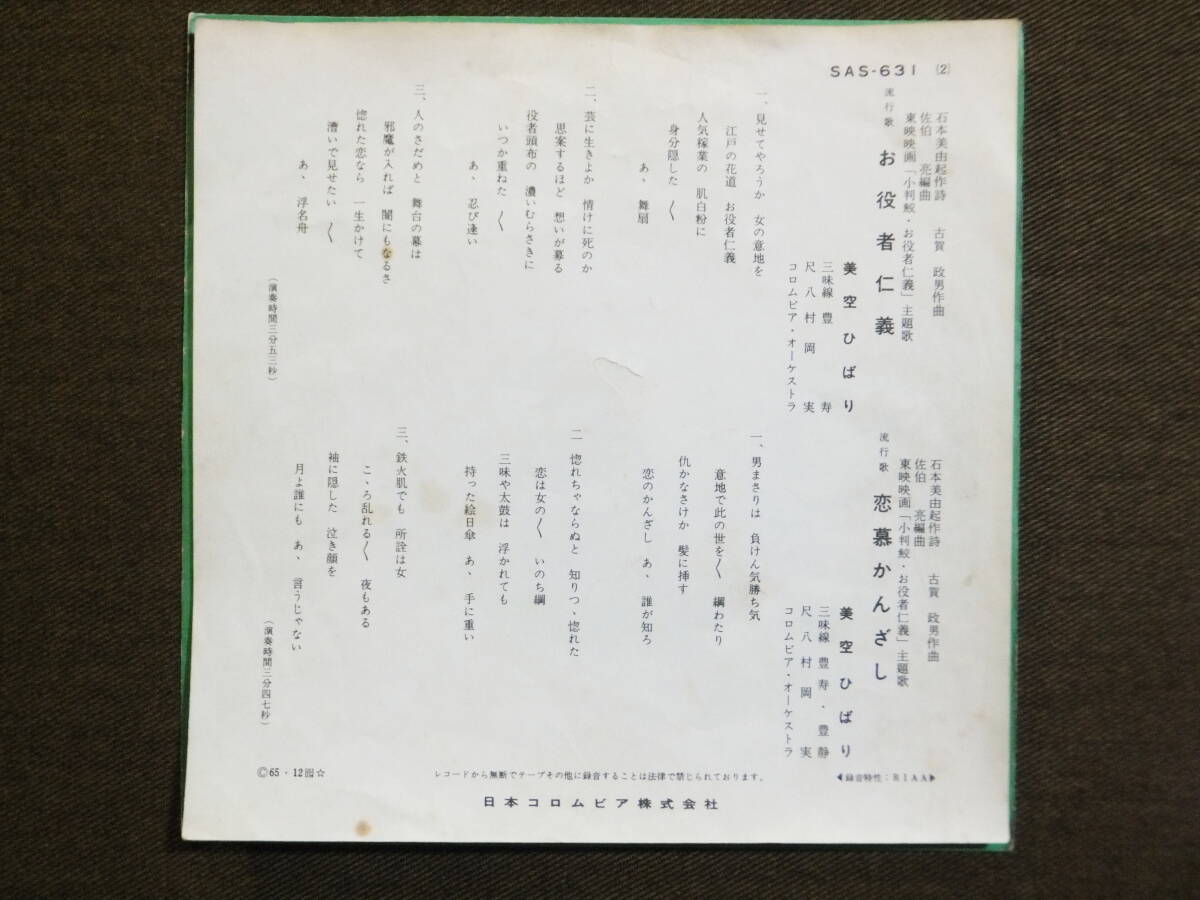 SAS-631 (2)
石本美由起作詩 古賀 政男作曲
佐伯 亮編曲
東映映画「小判鮫・お役者仁義」主題歌
流行歌 お役者仁義
美空ひばり
三味線 豊寿
尺八 村岡実
コロムビア・オーケストラ
一、見せてやろうか 女の意地を
江戸の花道 お役者仁義
人気稼業の 肌白粉に
身分隠した 〱
あゝ 舞扇
二、芸に生きよか 情けに死のか
思案するほど 想いが募る
役者頭布の 濃いむらさきに
いつか重ねた 〱
あゝ 忍び逢い
三、人のさだめと 舞台の幕は
邪魔が入れば 闇にもなるさ
惚れた恋なら 一生かけて
漕いで見せたい 〱
あゝ 浮名舟
(演奏時間三分五三秒)
石本美由起作詩 古賀 政男作曲
佐伯 亮編曲
東映映画「小判鮫・お役者仁義」主題歌
流行歌 恋慕かんざし
美空ひばり
三味線 豊寿・豊静
尺八 村岡実
コロムビア・オーケストラ
一、男まさりは 負けん気勝ち気
意地で此の世を〱 綱わたり
仇かなさけか 髪に挿す
恋のかんざし あゝ 誰が知ろ
二 惚れちゃならぬと 知りつゝ惚れた
恋は女の〱 いのち綱
三味や太鼓は 浮かれても
持った絵日傘 あゝ 手に重い
三、鉄火肌でも 所詮は女
こゝろ乱れる〱 夜もある
袖に隠した 泣き顔を
月よ誰にも あゝ 言うじゃない
(演奏時間三分四七秒)
◀録音特性：RIAA▶
レコードから無断でテープその他に録音することは法律で禁じられております。
Ⓒ65・12 ☆
日本コロムビア株式会社